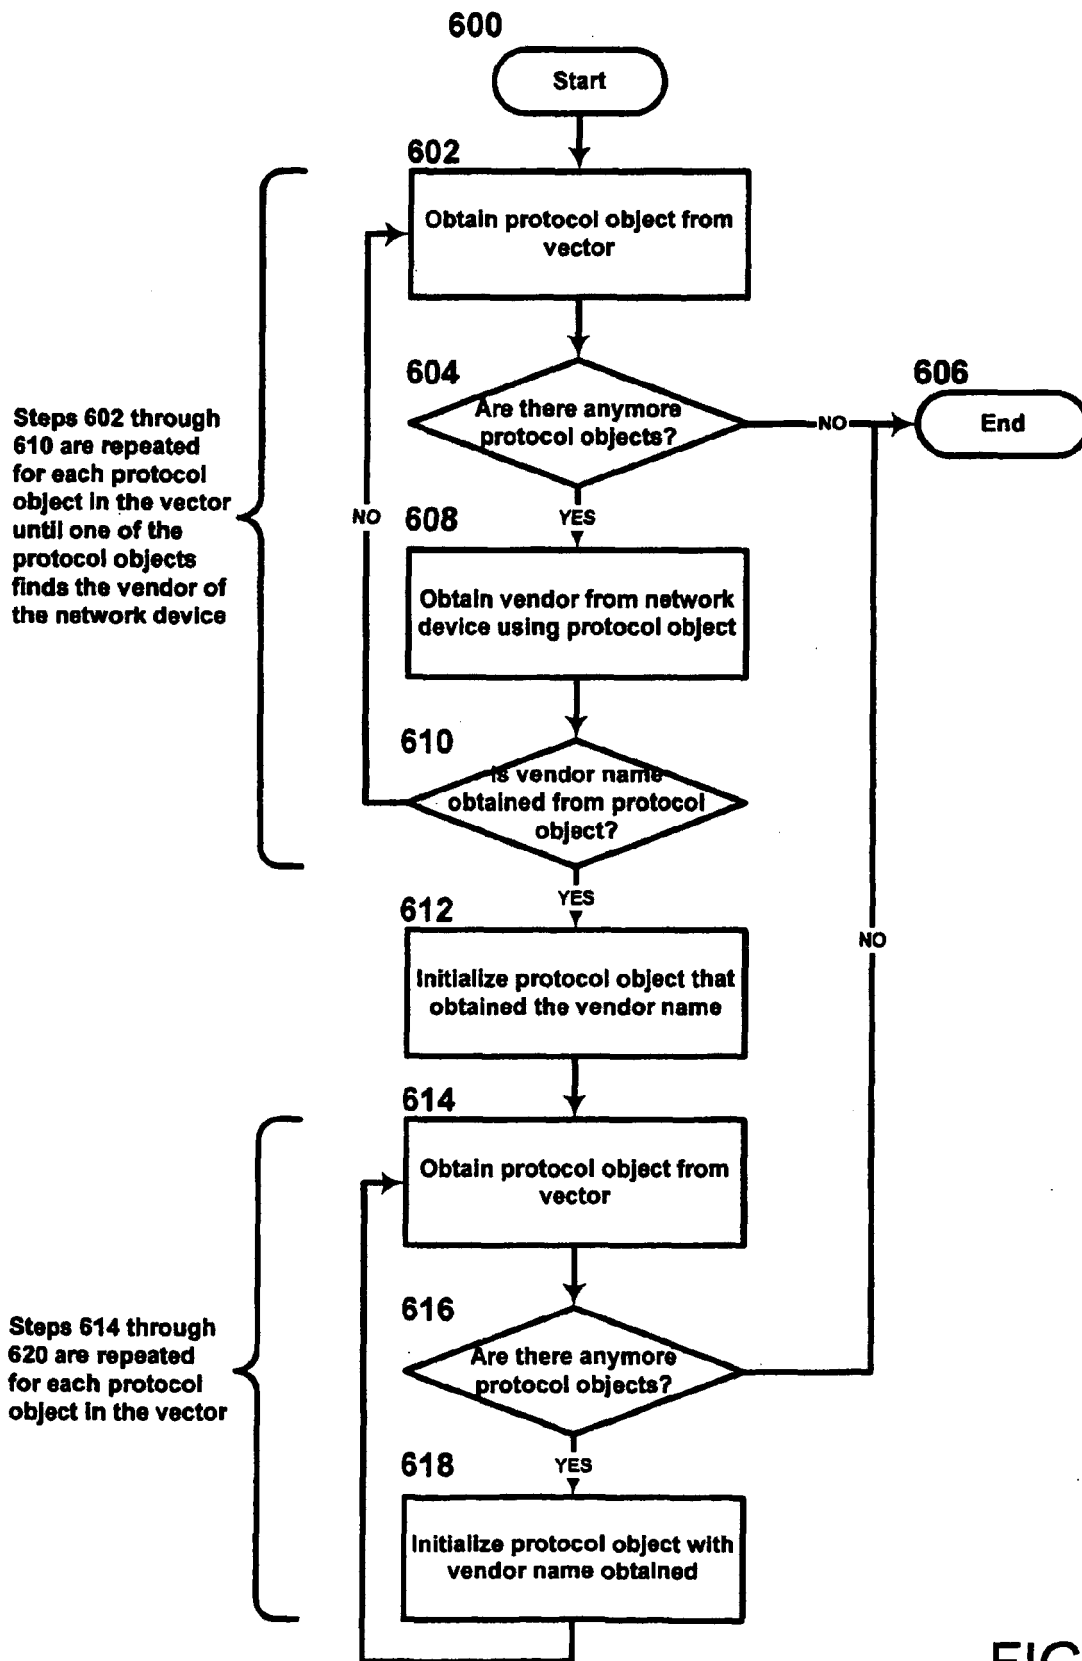 600
Start
602
Obtain protocol object from
vector
604
Are there anymore
protocol objects?
NO
606
End
Steps 602 through
610 are repeated
for each protocol
object in the vector
until one of the
protocol objects
finds the vendor of
the network device
NO
YES
608
Obtain vendor from network
device using protocol object
610
Is vendor name
obtained from protocol
object?
YES
612
Initialize protocol object that
obtained the vendor name
NO
614
Obtain protocol object from
vector
616
Are there anymore
protocol objects?
Steps 614 through
620 are repeated
for each protocol
object in the vector
YES
618
Initialize protocol object with
vendor name obtained
FIG